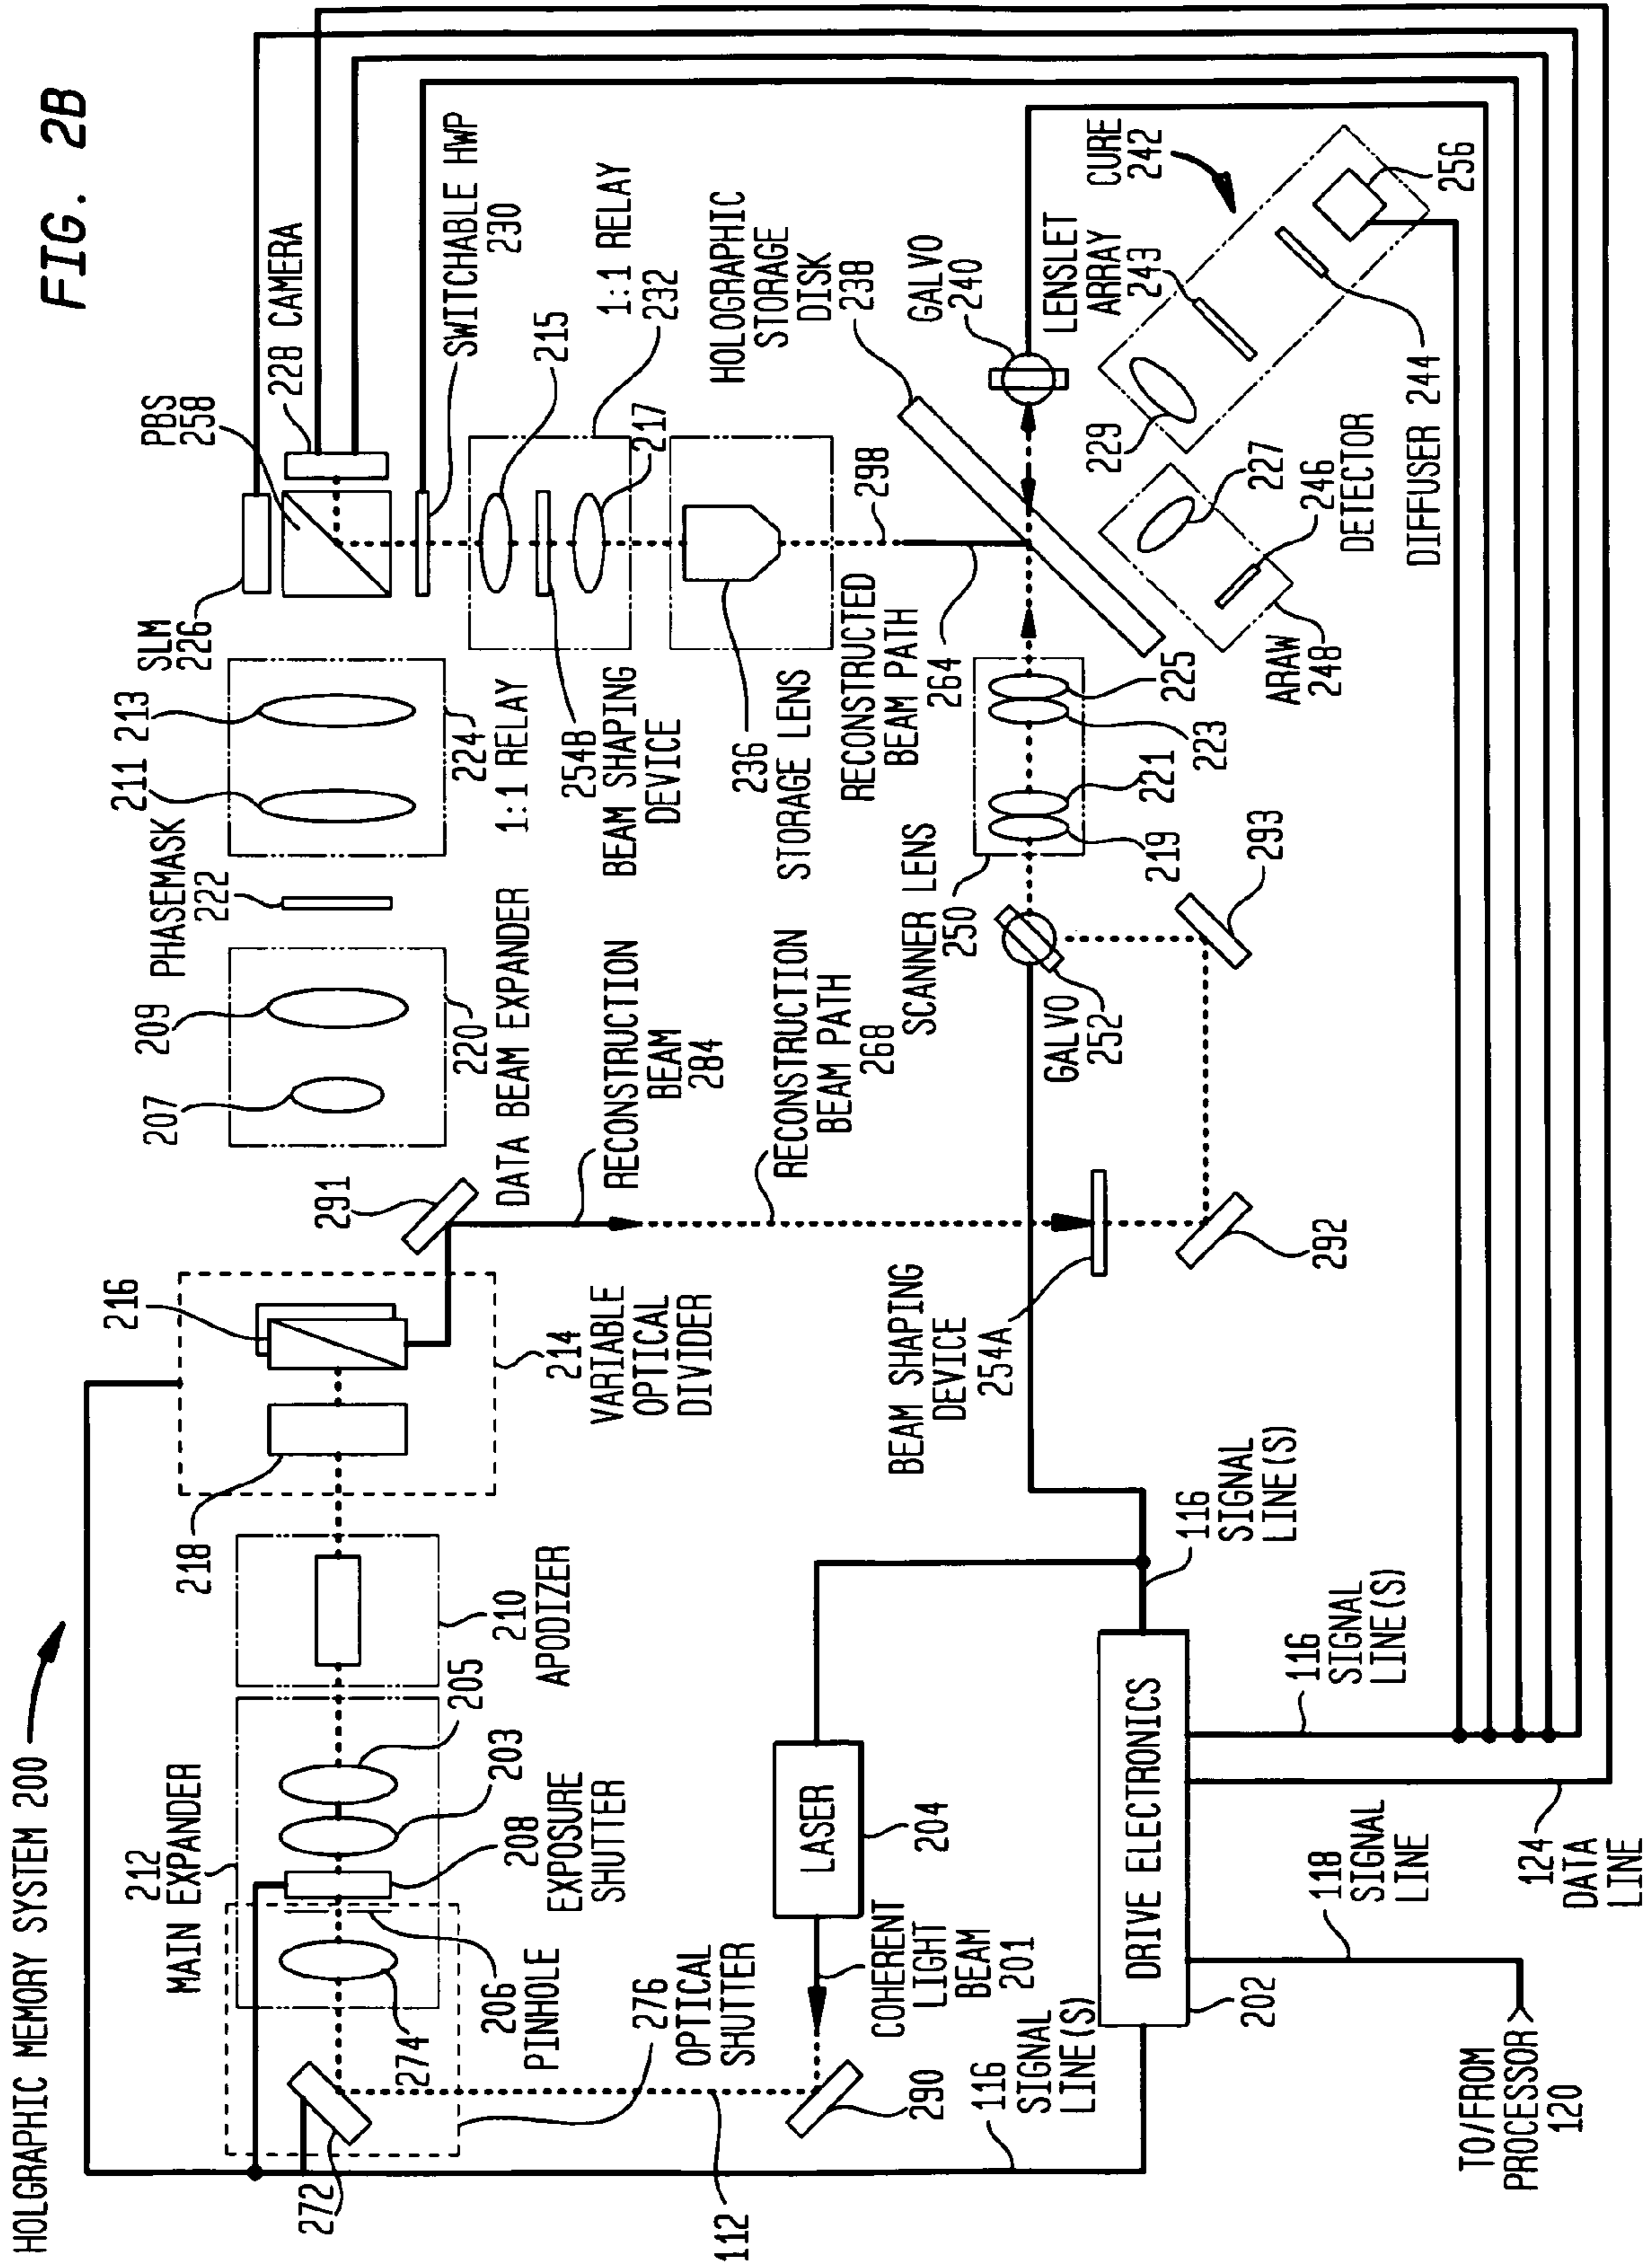 FIG. 2B
HOLGRAPHIC MEMORY SYSTEM 200
212
MAIN EXPANDER
272
274
206
PINHOLE
208
EXPOSURE
SHUTTER
203
205
210
APODIZER
276
OPTICAL
SHUTTER
218
216
214
VARIABLE
OPTICAL
DIVIDER
291
207
209
220
DATA BEAM EXPANDER
PHASEMASK
222
211
213
224
1:1 RELAY
SLM
226
PBS
258
228 CAMERA
SWITCHABLE HWP
230
215
1:1 RELAY
232
217
254B
BEAM SHAPING
DEVICE
236
STORAGE LENS
HOLOGRAPHIC
STORAGE
DISK
238
298
RECONSTRUCTED
BEAM PATH
264
RECONSTRUCTION
BEAM
284
RECONSTRUCTION
BEAM PATH
268
SCANNER LENS
250
219
221
223
225
GALVO
240
GALVO
252
293
292
BEAM SHAPING
DEVICE
254A
LENSLET
ARRAY
243
CURE
242
229
256
227
246
DETECTOR
DIFFUSER 244
ARAW
248
112
290
COHERENT
LIGHT
BEAM
201
LASER
204
DRIVE ELECTRONICS
202
116
SIGNAL
LINE(S)
116
SIGNAL
LINE(S)
116
SIGNAL
LINE(S)
118
SIGNAL
LINE
124
DATA
LINE
TO/FROM
PROCESSOR
120